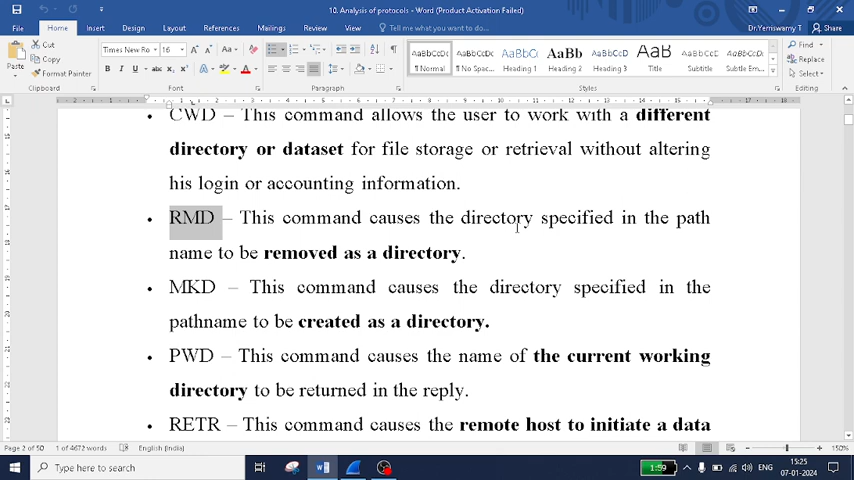 10. Analysis of protocols - Word (Product Activation Failed)
File Home Insert Draw Layout References Mailings Review View Tell me what you want to do... Dr.Yerriswamy T Share
Cut
Copy
Format Painter
Paste
Times New Ro 16
AaBbCcDc AaBbCcDc AaBbCc AaBb AaBbCcD AaB AaBbCcC AaBbCcD
¶ Normal ¶ No Spac... Heading 1 Heading 2 Heading 3 Title Subtitle Subtle Em...
Find
Replace
Select
Clipboard Font Paragraph Styles Editing
CWD – This command allows the user to work with a different
directory or dataset for file storage or retrieval without altering
his login or accounting information.
• RMD – This command causes the directory specified in the path
name to be removed as a directory.
• MKD – This command causes the directory specified in the
pathname to be created as a directory.
• PWD – This command causes the name of the current working
directory to be returned in the reply.
• RETR – This command causes the remote host to initiate a data
Page 2 of 50 1 of 4672 words English (India) 150%
Type here to search
1:59
ENG
15:25
07-01-2024